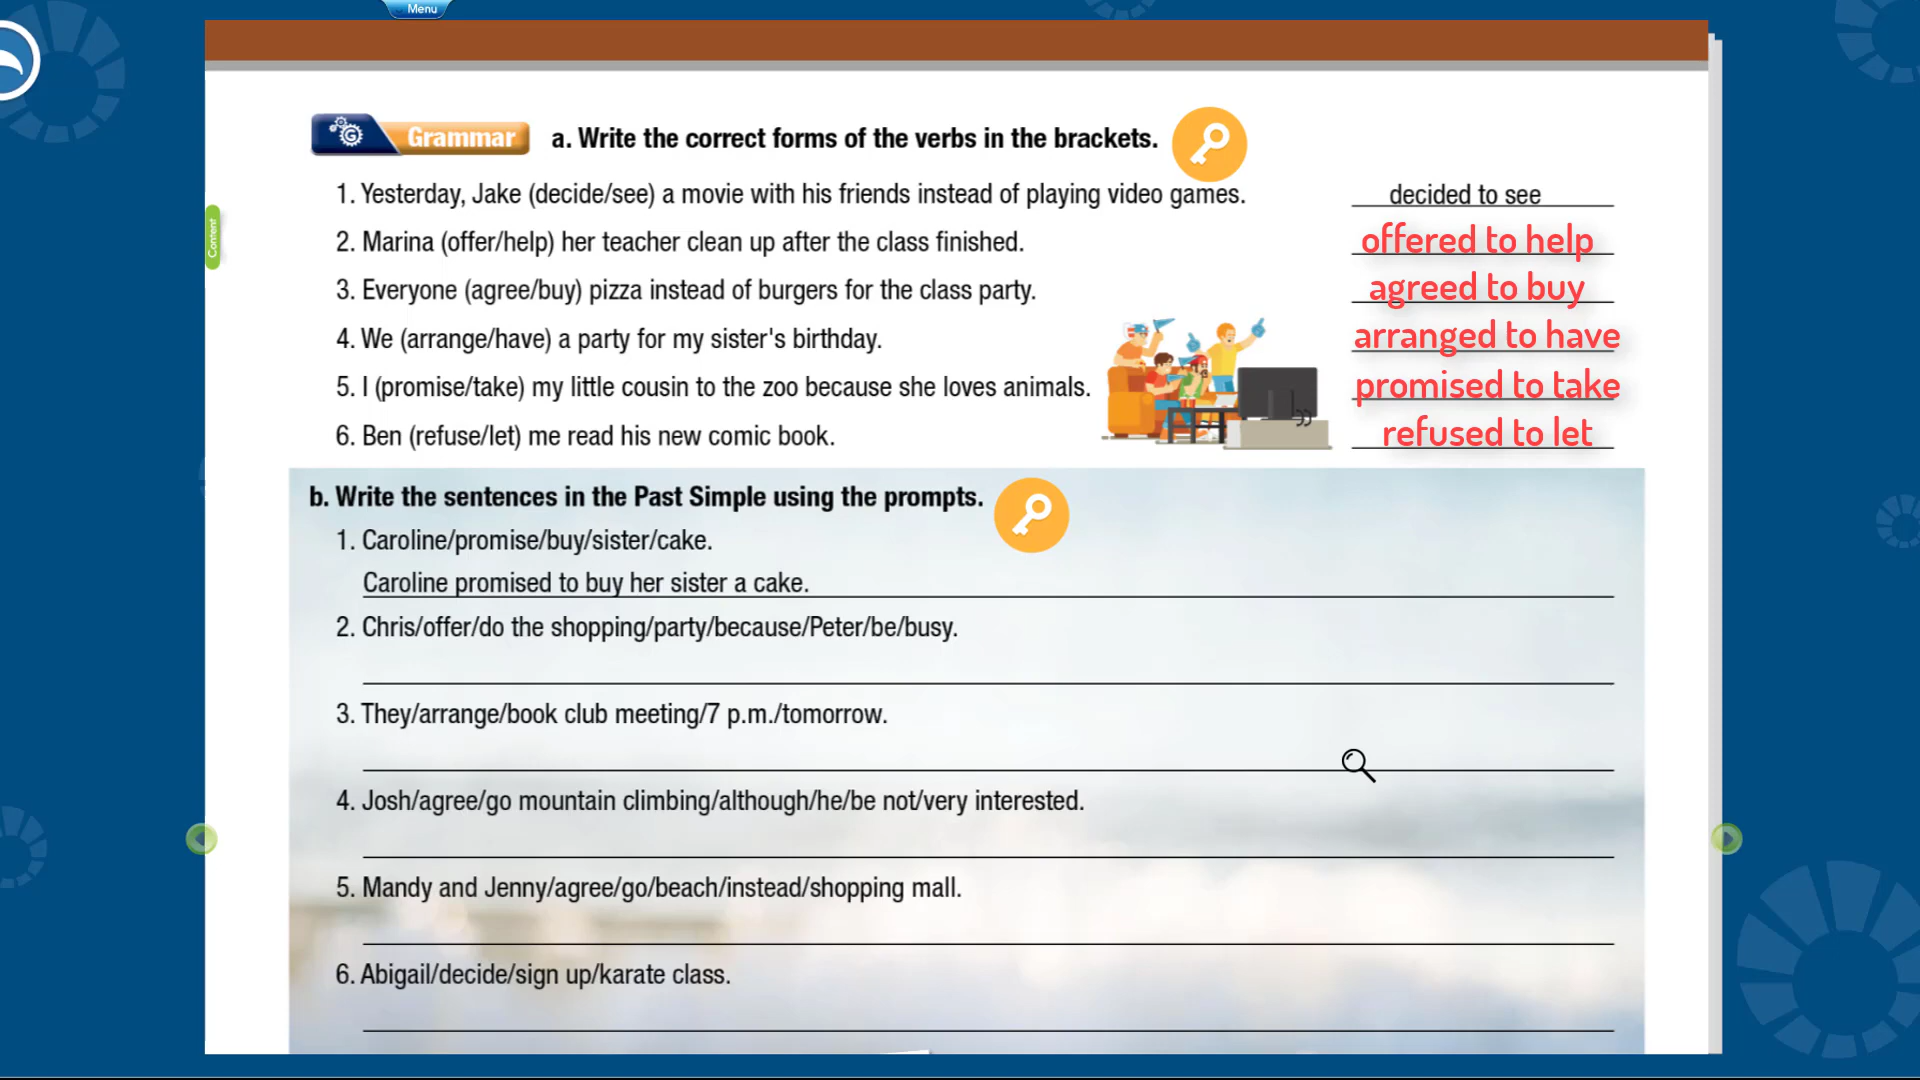 Menu
Content
Grammar a. Write the correct forms of the verbs in the brackets.
1. Yesterday, Jake (decide/see) a movie with his friends instead of playing video games. decided to see
2. Marina (offer/help) her teacher clean up after the class finished. offered to help
3. Everyone (agree/buy) pizza instead of burgers for the class party. agreed to buy
4. We (arrange/have) a party for my sister's birthday. arranged to have
5. I (promise/take) my little cousin to the zoo because she loves animals. promised to take
6. Ben (refuse/let) me read his new comic book. refused to let
b. Write the sentences in the Past Simple using the prompts.
1. Caroline/promise/buy/sister/cake.
Caroline promised to buy her sister a cake.
2. Chris/offer/do the shopping/party/because/Peter/be/busy.
3. They/arrange/book club meeting/7 p.m./tomorrow.
4. Josh/agree/go mountain climbing/although/he/be not/very interested.
5. Mandy and Jenny/agree/go/beach/instead/shopping mall.
6. Abigail/decide/sign up/karate class.